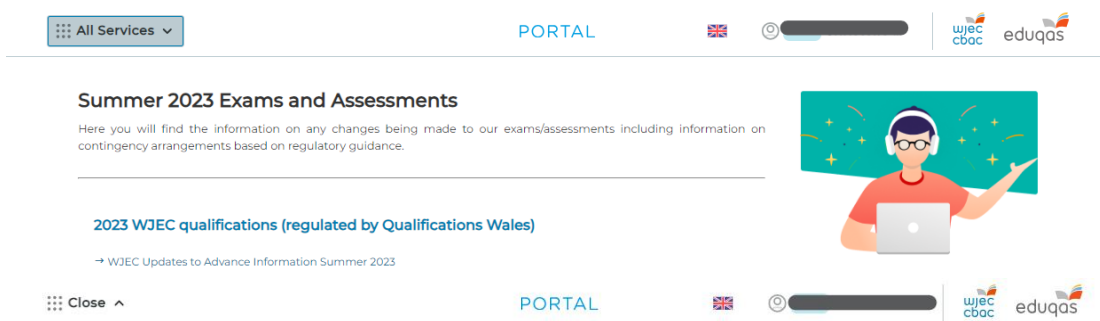 All Services
PORTAL
wjec
cbac
eduqas
Summer 2023 Exams and Assessments
Here you will find the information on any changes being made to our exams/assessments including information on
contingency arrangements based on regulatory guidance.
2023 WJEC qualifications (regulated by Qualifications Wales)
→ WJEC Updates to Advance Information Summer 2023
Close
PORTAL
wjec
cbac
eduqas